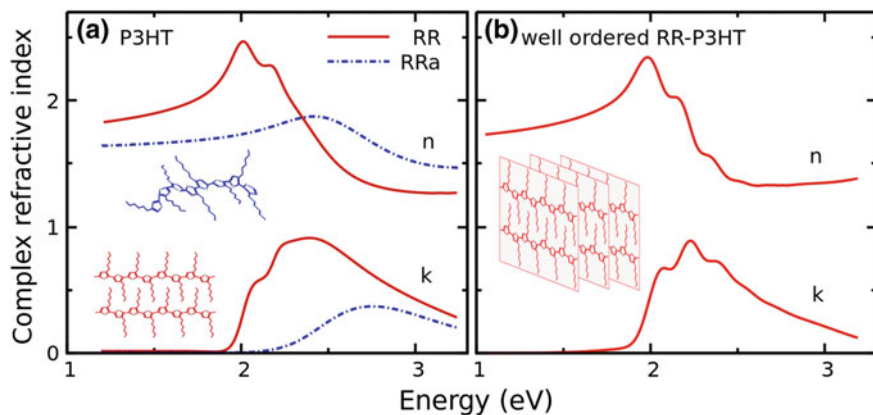 (a) P3HT
RR
RRa
n
k
(b) well ordered RR-P3HT
n
k
Complex refractive index
2
1
0
1
2
3
1
2
3
Energy (eV)